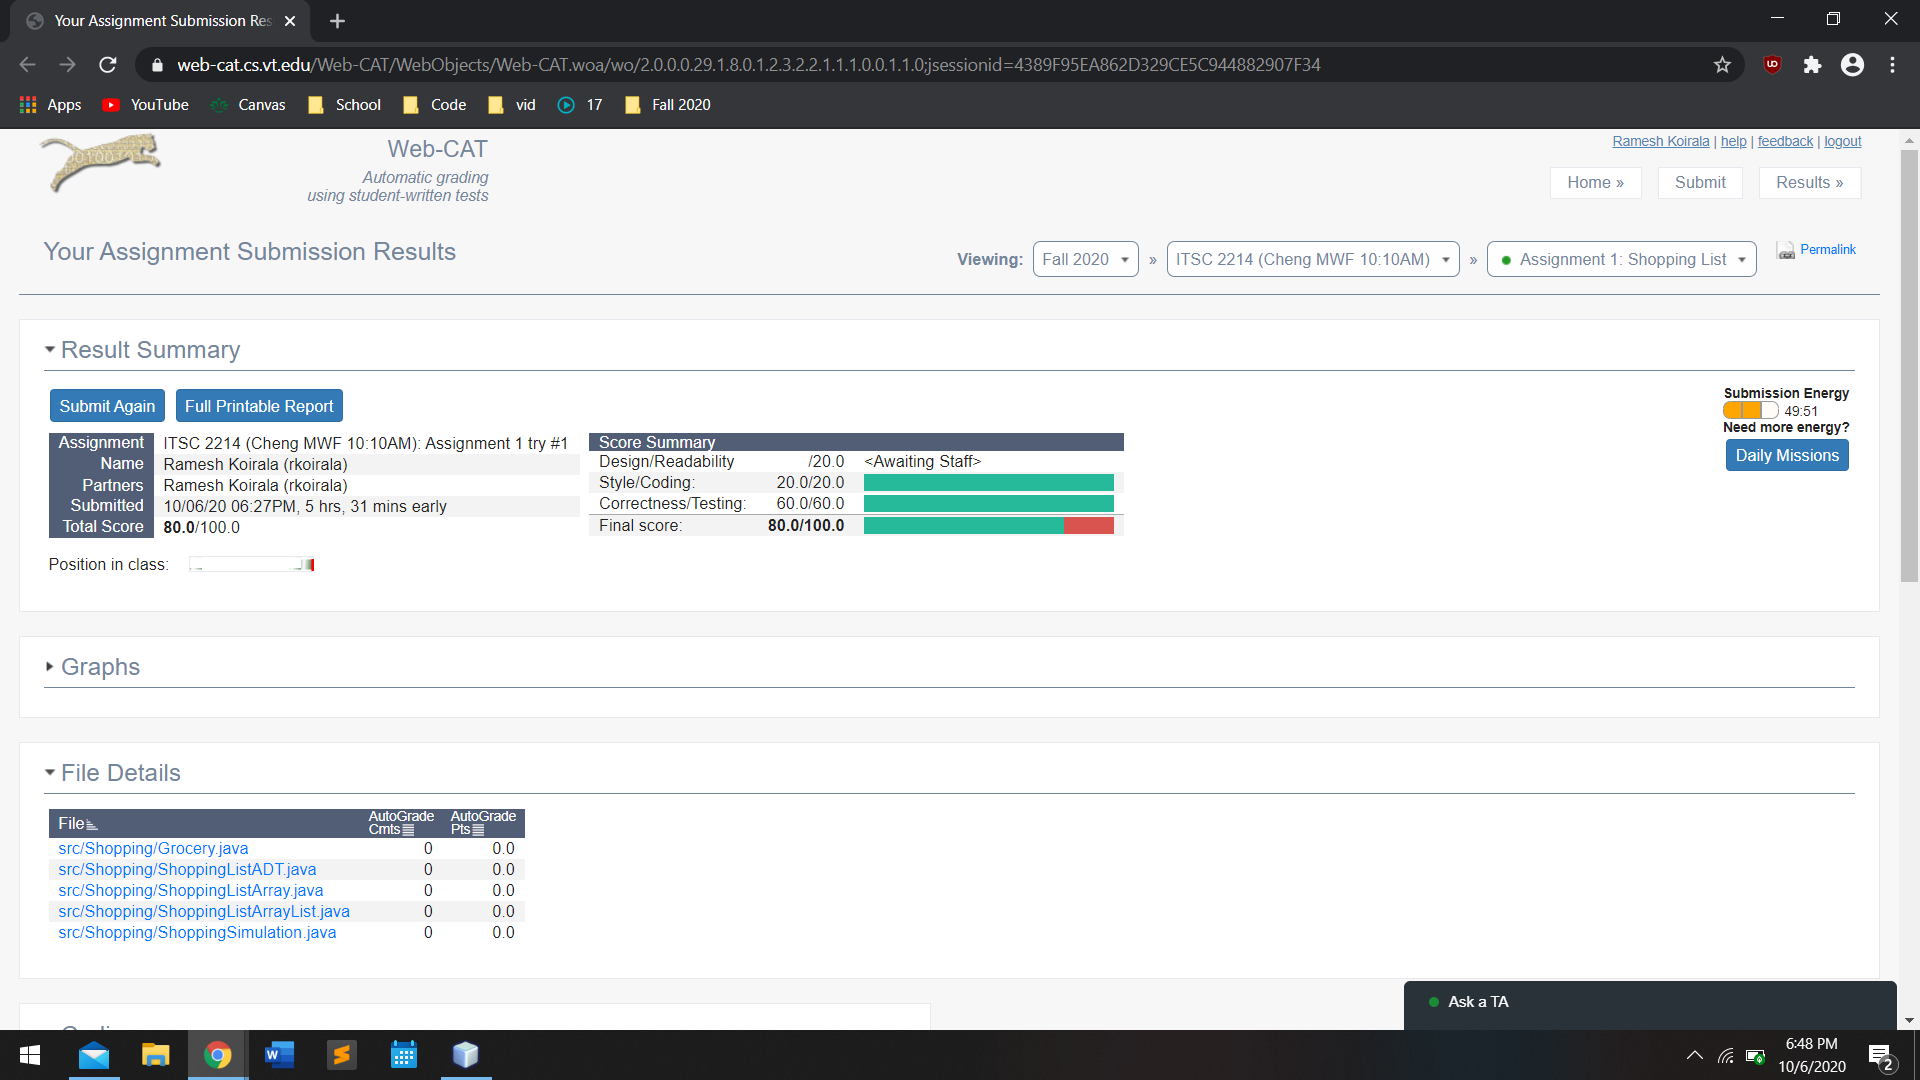 Your Assignment Submission Res
web-cat.cs.vt.edu/Web-CAT/WebObjects/Web-CAT.woa/wo/2.0.0.0.29.1.8.0.1.2.3.2.2.1.1.1.0.0.1.1.0;jsessionid=4389F95EA862D329CE5C944882907F34
Apps YouTube Canvas School Code vid 17 Fall 2020
Web-CAT
Automatic grading
using student-written tests
Ramesh Koirala | help | feedback | logout
Home » Submit Results »
Your Assignment Submission Results
Viewing: Fall 2020 » ITSC 2214 (Cheng MWF 10:10AM) » Assignment 1: Shopping List Permalink
Result Summary
Submit Again Full Printable Report
Submission Energy
49:51
Need more energy?
Daily Missions
Assignment ITSC 2214 (Cheng MWF 10:10AM): Assignment 1 try #1
Name Ramesh Koirala (rkoirala)
Partners Ramesh Koirala (rkoirala)
Submitted 10/06/20 06:27PM, 5 hrs, 31 mins early
Total Score 80.0/100.0
Score Summary
Design/Readability /20.0 <Awaiting Staff>
Style/Coding: 20.0/20.0
Correctness/Testing: 60.0/60.0
Final score: 80.0/100.0
Position in class:
Graphs
File Details
File AutoGrade Cmts AutoGrade Pts
src/Shopping/Grocery.java 0 0.0
src/Shopping/ShoppingListADT.java 0 0.0
src/Shopping/ShoppingListArray.java 0 0.0
src/Shopping/ShoppingListArrayList.java 0 0.0
src/Shopping/ShoppingSimulation.java 0 0.0
Ask a TA
6:48 PM
10/6/2020
2